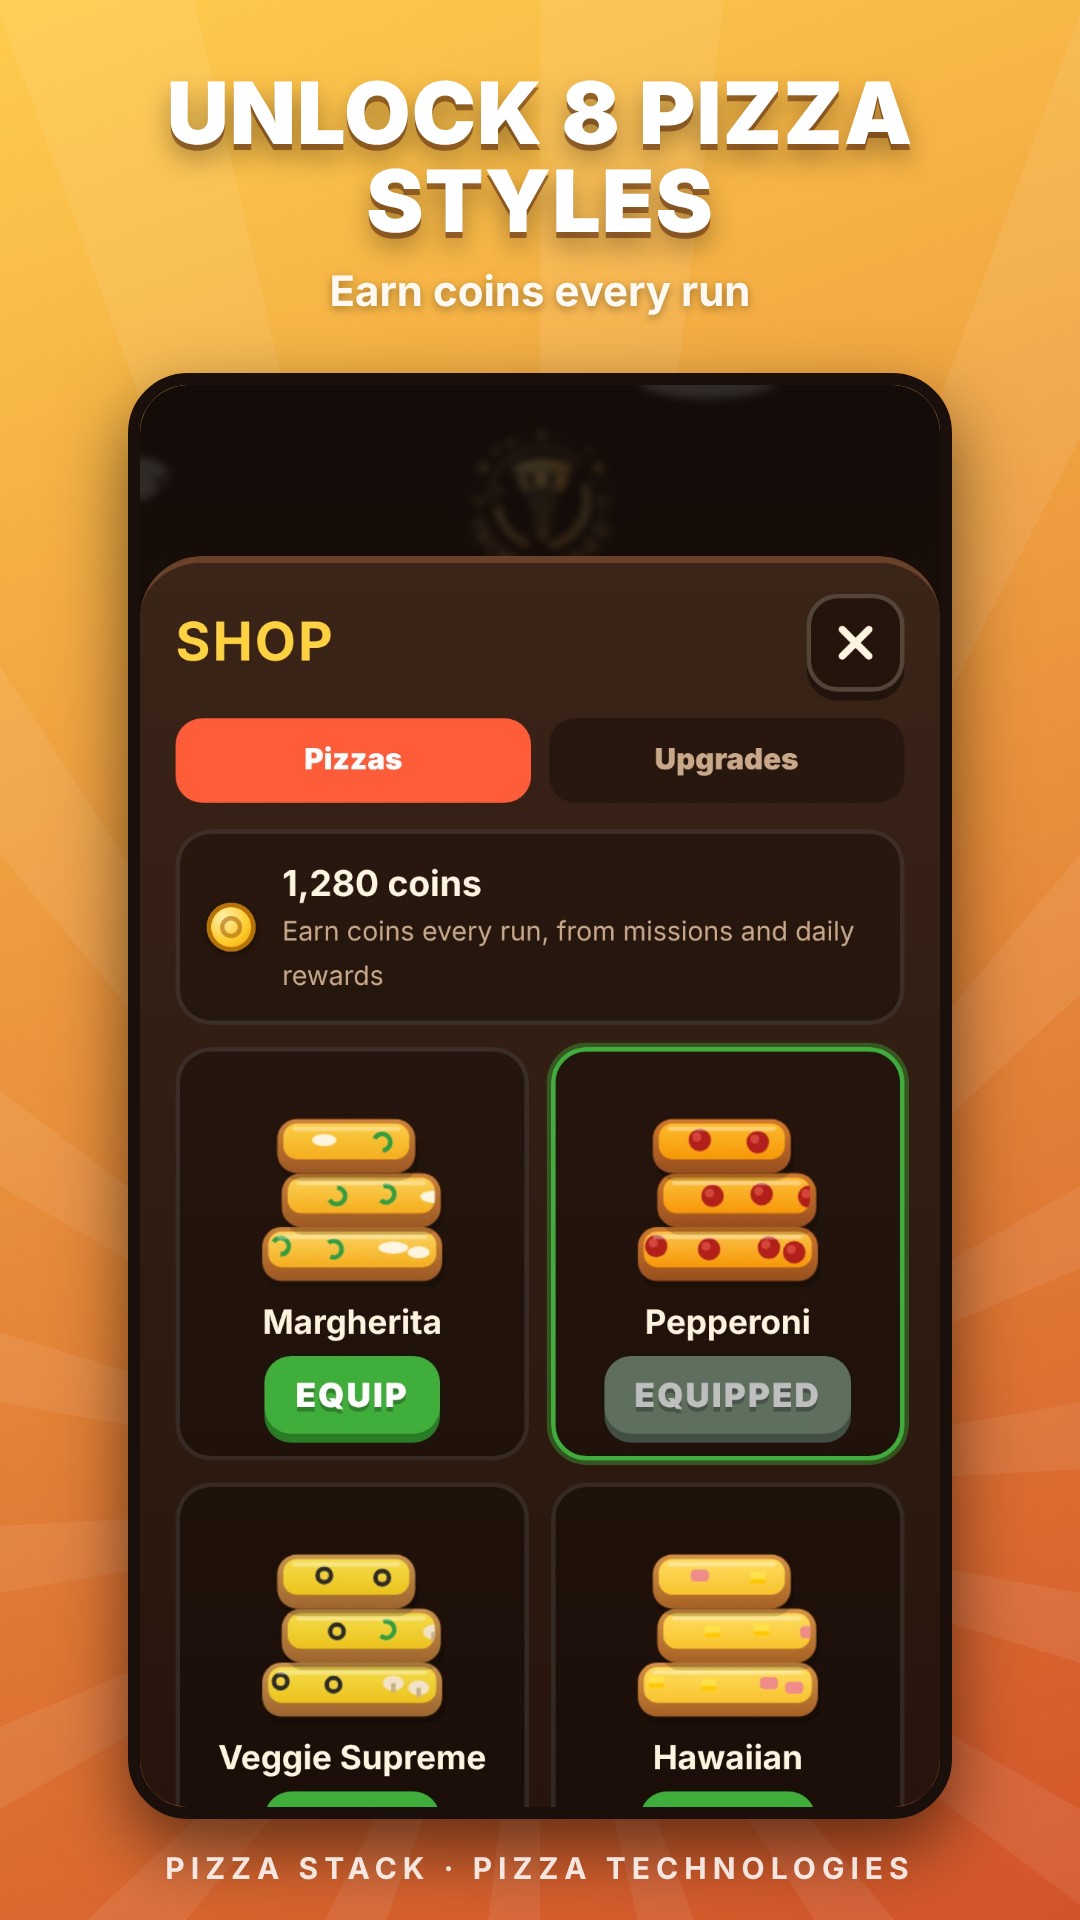 UNLOCK 8 PIZZA
STYLES
Earn coins every run
SHOP
Pizzas
Upgrades
1,280 coins
Earn coins every run, from missions and daily
rewards
Margherita
Pepperoni
EQUIP
EQUIPPED
Veggie Supreme
Hawaiian
PIZZA STACK · PIZZA TECHNOLOGIES